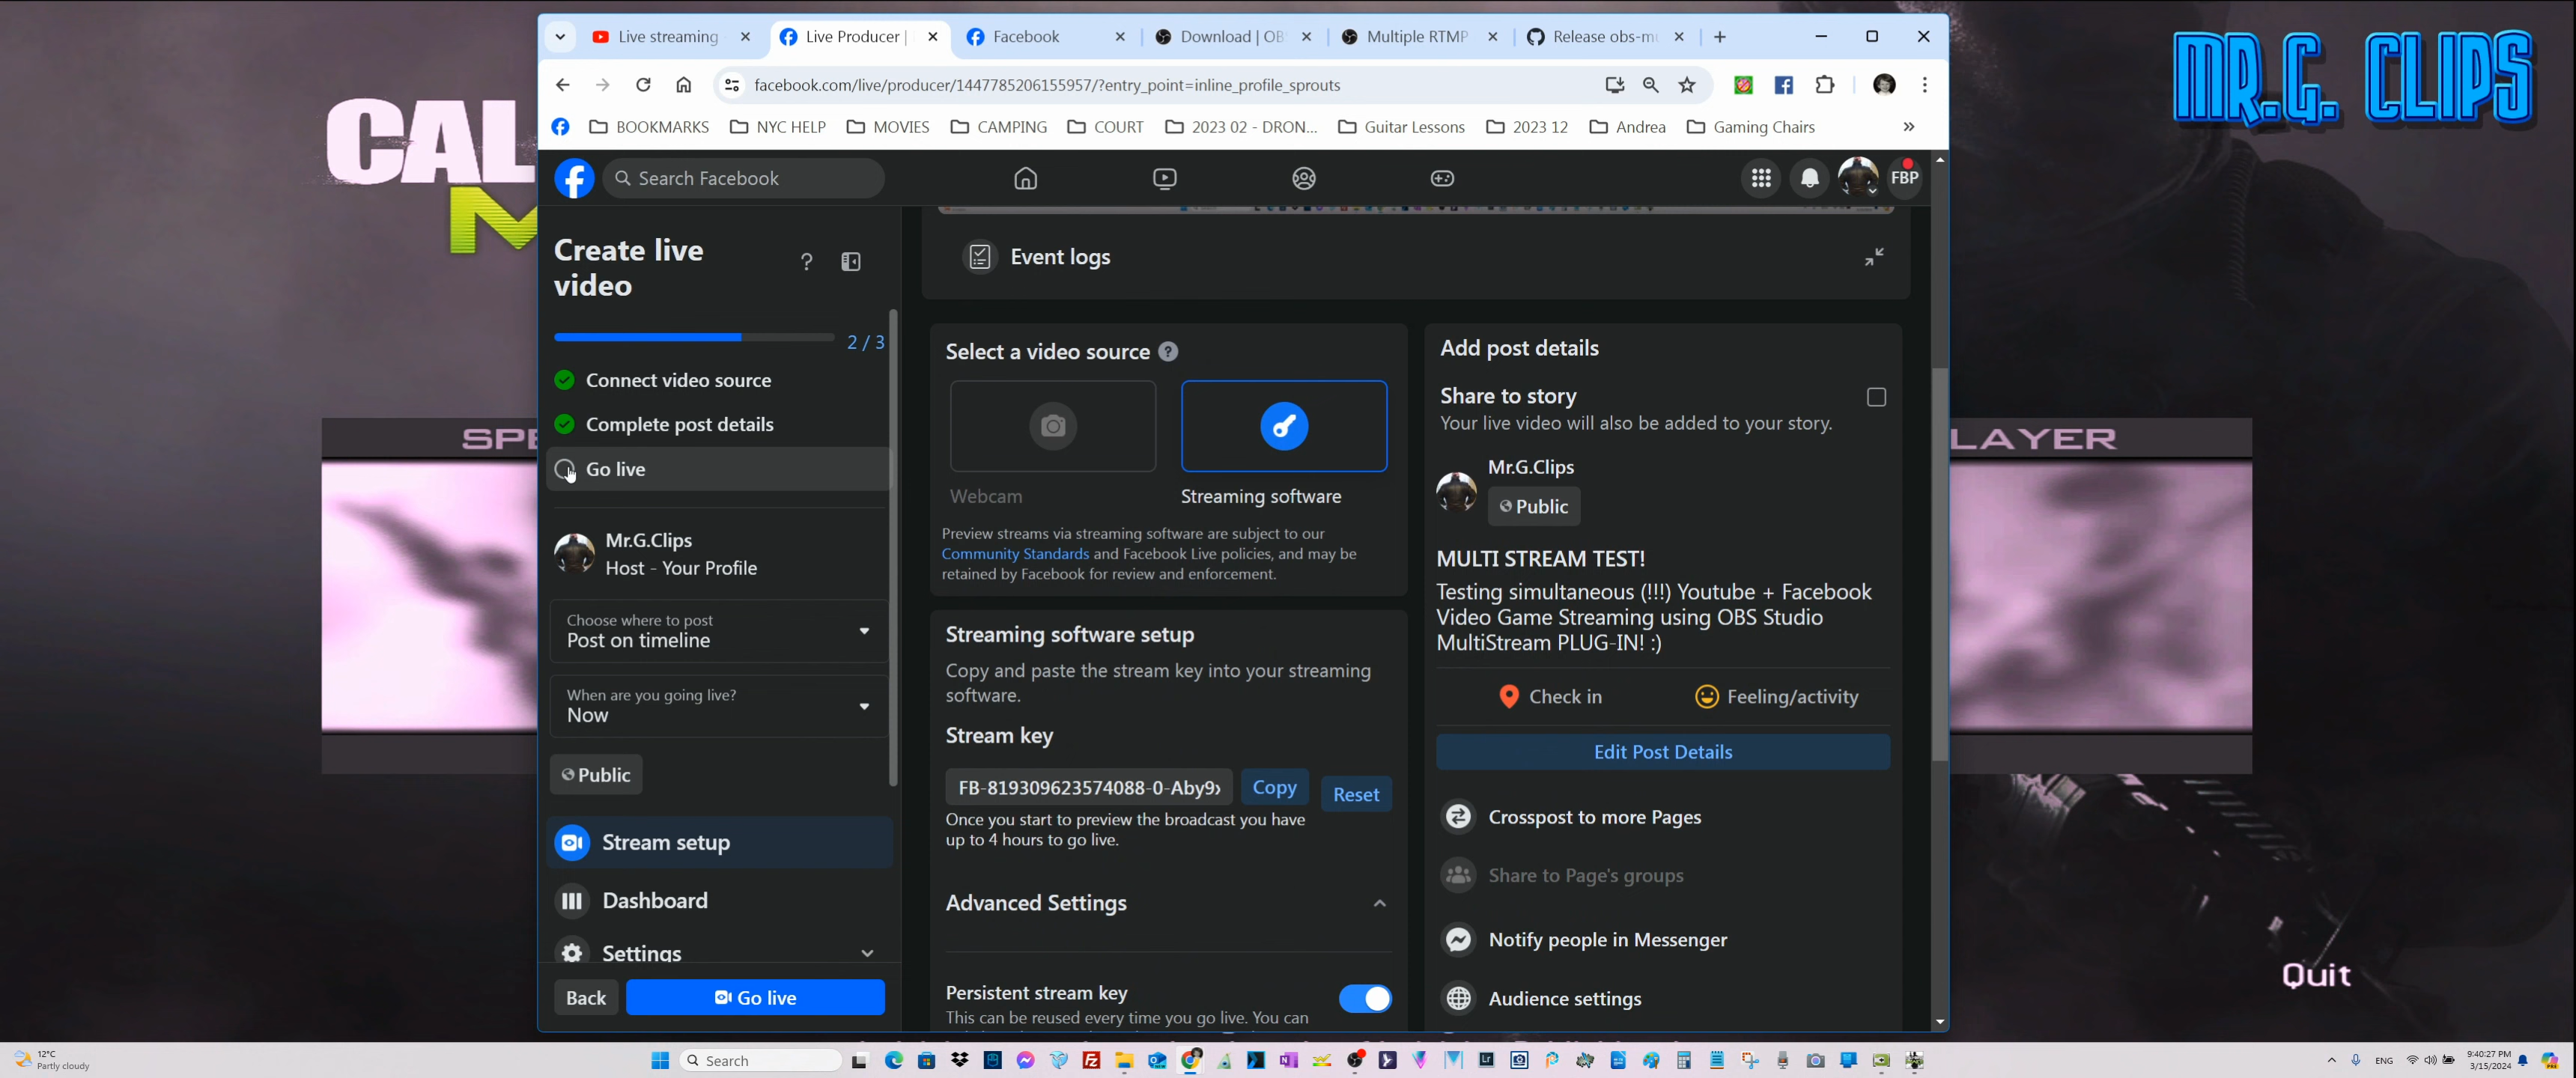 MR.G. CLIPS
CAL
M
SPE
LAYER
Quit
Live streaming
Live Producer |
Facebook
Download | OB
Multiple RTMP
Release obs-mu
facebook.com/live/producer/1447785206155957/?entry_point=inline_profile_sprouts
BOOKMARKS
NYC HELP
MOVIES
CAMPING
COURT
2023 02 - DRON...
Guitar Lessons
2023 12
Andrea
Gaming Chairs
»
Search Facebook
FBP
Create live
video
2 / 3
Connect video source
Complete post details
Go live
Mr.G.Clips
Host - Your Profile
Choose where to post
Post on timeline
When are you going live?
Now
Public
Stream setup
Dashboard
Settings
Back
Go live
Event logs
Select a video source
Webcam
Streaming software
Preview streams via streaming software are subject to our
Community Standards and Facebook Live policies, and may be
retained by Facebook for review and enforcement.
Streaming software setup
Copy and paste the stream key into your streaming
software.
Stream key
FB-819309623574088-0-Aby9x
Copy
Reset
Once you start to preview the broadcast you have
up to 4 hours to go live.
Advanced Settings
Persistent stream key
This can be reused every time you go live. You can
Add post details
Share to story
Your live video will also be added to your story.
Mr.G.Clips
Public
MULTI STREAM TEST!
Testing simultaneous (!!!) Youtube + Facebook
Video Game Streaming using OBS Studio
MultiStream PLUG-IN! :)
Check in
Feeling/activity
Edit Post Details
Crosspost to more Pages
Share to Page's groups
Notify people in Messenger
Audience settings
12°C
Partly cloudy
Search
ENG
9:40:27 PM
3/15/2024